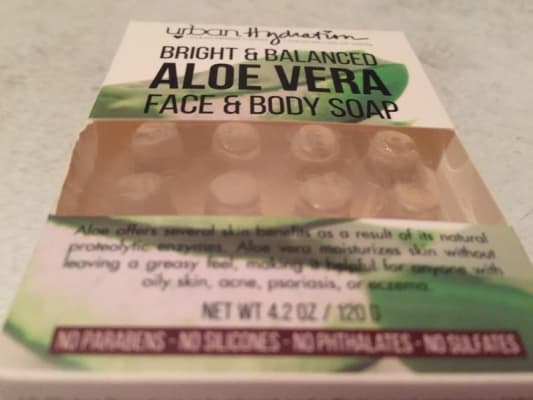 urban Hydration
BRIGHT & BALANCED
ALOE VERA
FACE & BODY SOAP
Aloe offers several skin benefits as a result of its natural
proteolytic enzymes. Aloe vera moisturizes skin without
leaving a greasy feel, making it helpful for anyone with
oily skin, acne, psoriasis, or eczema.
NET WT 4.2 OZ / 120 G
NO PARABENS • NO SILICONES • NO PHTHALATES • NO SULFATES